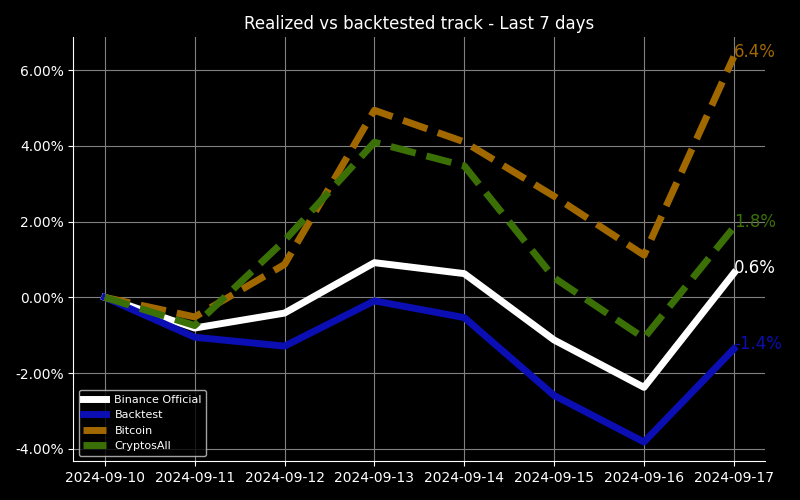 Realized vs backtested track - Last 7 days
6.00%
4.00%
2.00%
0.00%
-2.00%
-4.00%
6.4%
1.8%
0.6%
-1.4%
Binance Official
Backtest
Bitcoin
CryptosAll
2024-09-10 2024-09-11 2024-09-12 2024-09-13 2024-09-14 2024-09-15 2024-09-16 2024-09-17